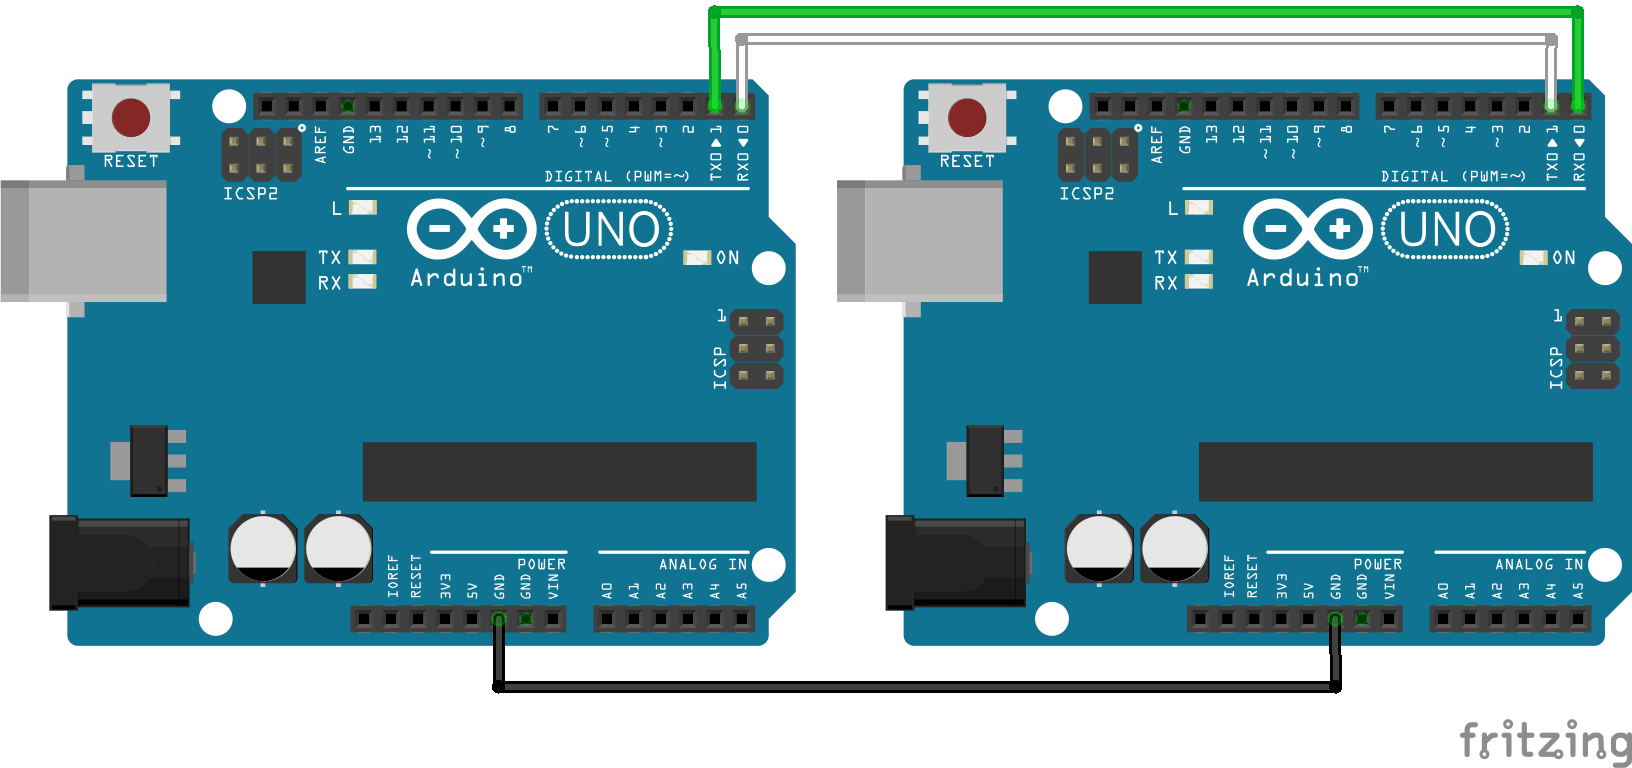 RESET
ICSP2
AREF
GND
13
12
~11
~10
~9
8
7
~6
~5
4
~3
2
TX0▶1
RX0◀0
DIGITAL (PWM=~)
L
TX
RX
UNO
Arduino™
ON
1
ICSP
IOREF
RESET
3V3
5V
GND
GND
VIN
POWER
A0
A1
A2
A3
A4
A5
ANALOG IN
RESET
ICSP2
AREF
GND
13
12
~11
~10
~9
8
7
~6
~5
4
~3
2
TX0▶1
RX0◀0
DIGITAL (PWM=~)
L
TX
RX
UNO
Arduino™
ON
1
ICSP
IOREF
RESET
3V3
5V
GND
GND
VIN
POWER
A0
A1
A2
A3
A4
A5
ANALOG IN
fritzing